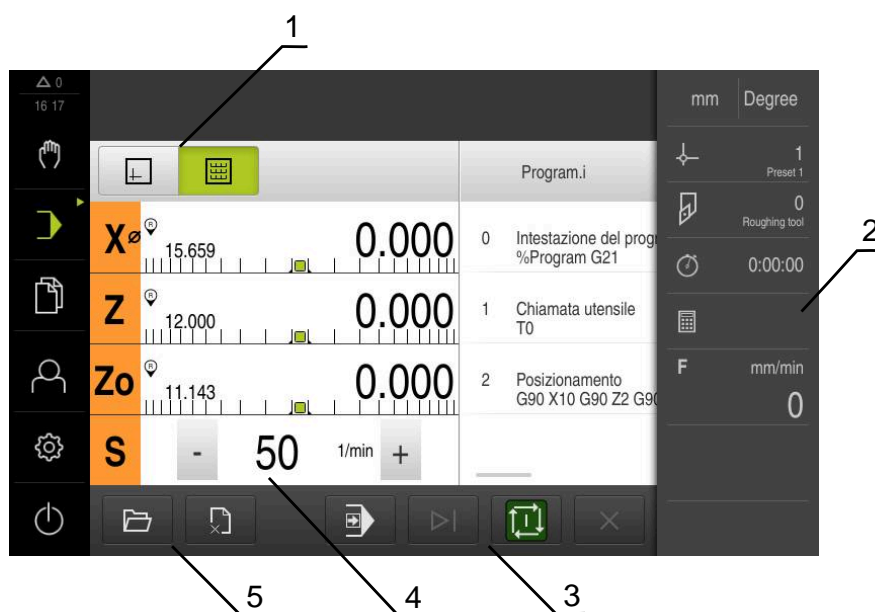 1
0
16 17
mm Degree
1
Preset 1
Program.i
0
Roughing tool
2
X⌀ R 15.659 0.000
0 Intestazione del progr
%Program G21
0:00:00
Z R 12.000 0.000
1 Chiamata utensile
T0
Zo R 11.143 0.000
2 Posizionamento
G90 X10 G90 Z2 G90
F mm/min
0
S - 50 1/min +
5
4
3